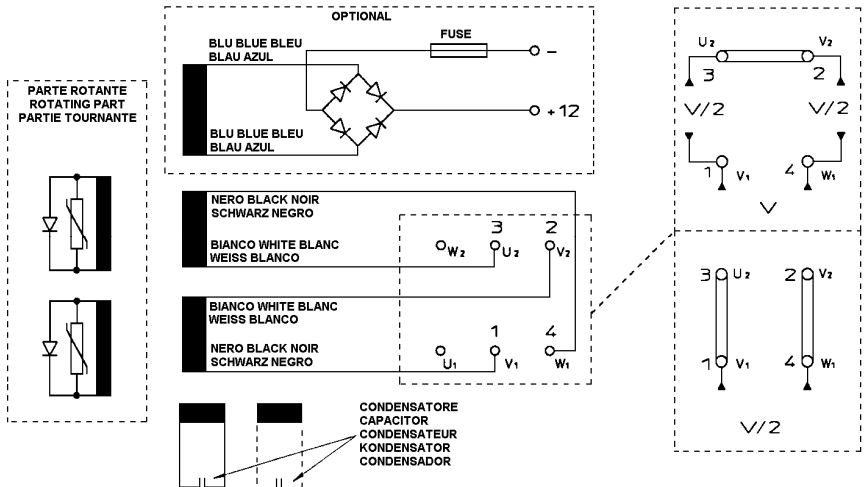 OPTIONAL
BLU BLUE BLEU
BLAU AZUL
FUSE
−
+12
BLU BLUE BLEU
BLAU AZUL
PARTE ROTANTE
ROTATING PART
PARTIE TOURNANTE
NERO BLACK NOIR
SCHWARZ NEGRO
BIANCO WHITE BLANC
WEISS BLANCO
3 2
W2 U2 V2
BIANCO WHITE BLANC
WEISS BLANCO
NERO BLACK NOIR
SCHWARZ NEGRO
1 4
U1 V1 W1
CONDENSATORE
CAPACITOR
CONDENSATEUR
KONDENSATOR
CONDENSADOR
U2 V2
3 2
V/2 V/2
1 V1 4 W1
V
3 U2 2 V2
1 V1 4 W1
V/2